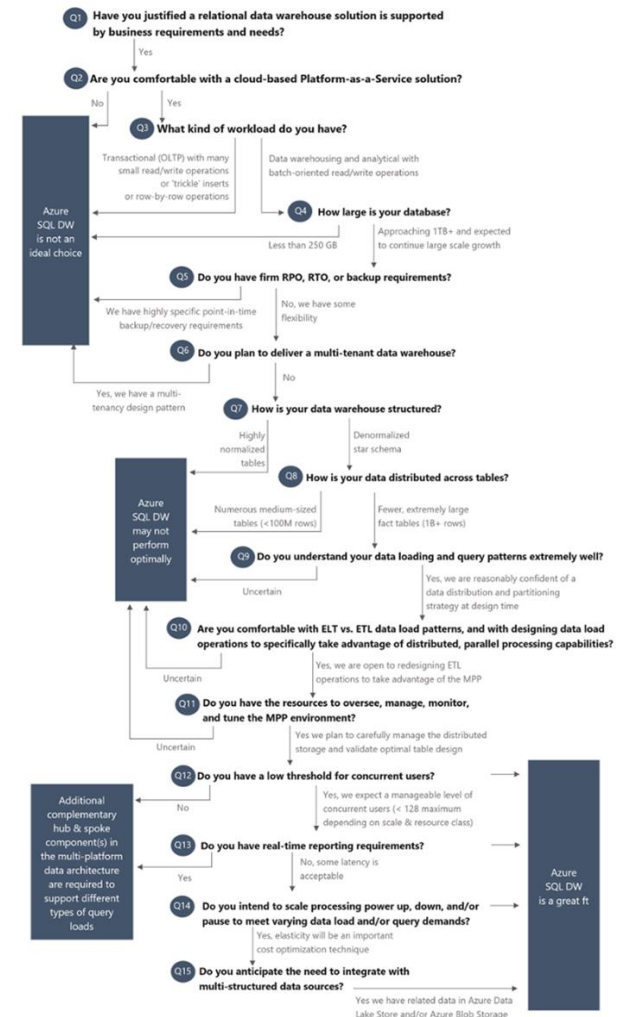 Q1
Have you justified a relational data warehouse solution is supported
by business requirements and needs?
Yes
Q2
Are you comfortable with a cloud-based Platform-as-a-Service solution?
No
Yes
Q3
What kind of workload do you have?
Transactional (OLTP) with many
small read/write operations
or 'trickle' inserts
or row-by-row operations
Data warehousing and analytical with
batch-oriented read/write operations
Azure
SQL DW
is not an
ideal choice
Q4
How large is your database?
Less than 250 GB
Approaching 1TB+ and expected
to continue large scale growth
Q5
Do you have firm RPO, RTO, or backup requirements?
We have highly specific point-in-time
backup/recovery requirements
No, we have some
flexibility
Q6
Do you plan to deliver a multi-tenant data warehouse?
Yes, we have a multi-
tenancy design pattern
No
Q7
How is your data warehouse structured?
Highly
normalized
tables
Denormalized
star schema
Q8
How is your data distributed across tables?
Azure
SQL DW
may not
perform
optimally
Numerous medium-sized
tables (<100M rows)
Fewer, extremely large
fact tables (1B+ rows)
Q9
Do you understand your data loading and query patterns extremely well?
Uncertain
Yes, we are reasonably confident of a
data distribution and partitioning
strategy at design time
Q10
Are you comfortable with ELT vs. ETL data load patterns, and with designing data load
operations to specifically take advantage of distributed, parallel processing capabilities?
Uncertain
Yes, we are open to redesigning ETL
operations to take advantage of the MPP
Q11
Do you have the resources to oversee, manage, monitor,
and tune the MPP environment?
Uncertain
Yes we plan to carefully manage the distributed
storage and validate optimal table design
Q12
Do you have a low threshold for concurrent users?
No
Yes, we expect a manageable level of
concurrent users (< 128 maximum
depending on scale & resource class)
Additional
complementary
hub & spoke
component(s) in
the multi-platform
data architecture
are required to
support different
types of query
loads
Q13
Do you have real-time reporting requirements?
Yes
No, some latency is
acceptable
Azure
SQL DW
is a great ft
Q14
Do you intend to scale processing power up, down, and/or
pause to meet varying data load and/or query demands?
Yes, elasticity will be an important
cost optimization technique
Q15
Do you anticipate the need to integrate with
multi-structured data sources?
Yes we have related data in Azure Data
Lake Store and/or Azure Blob Storage